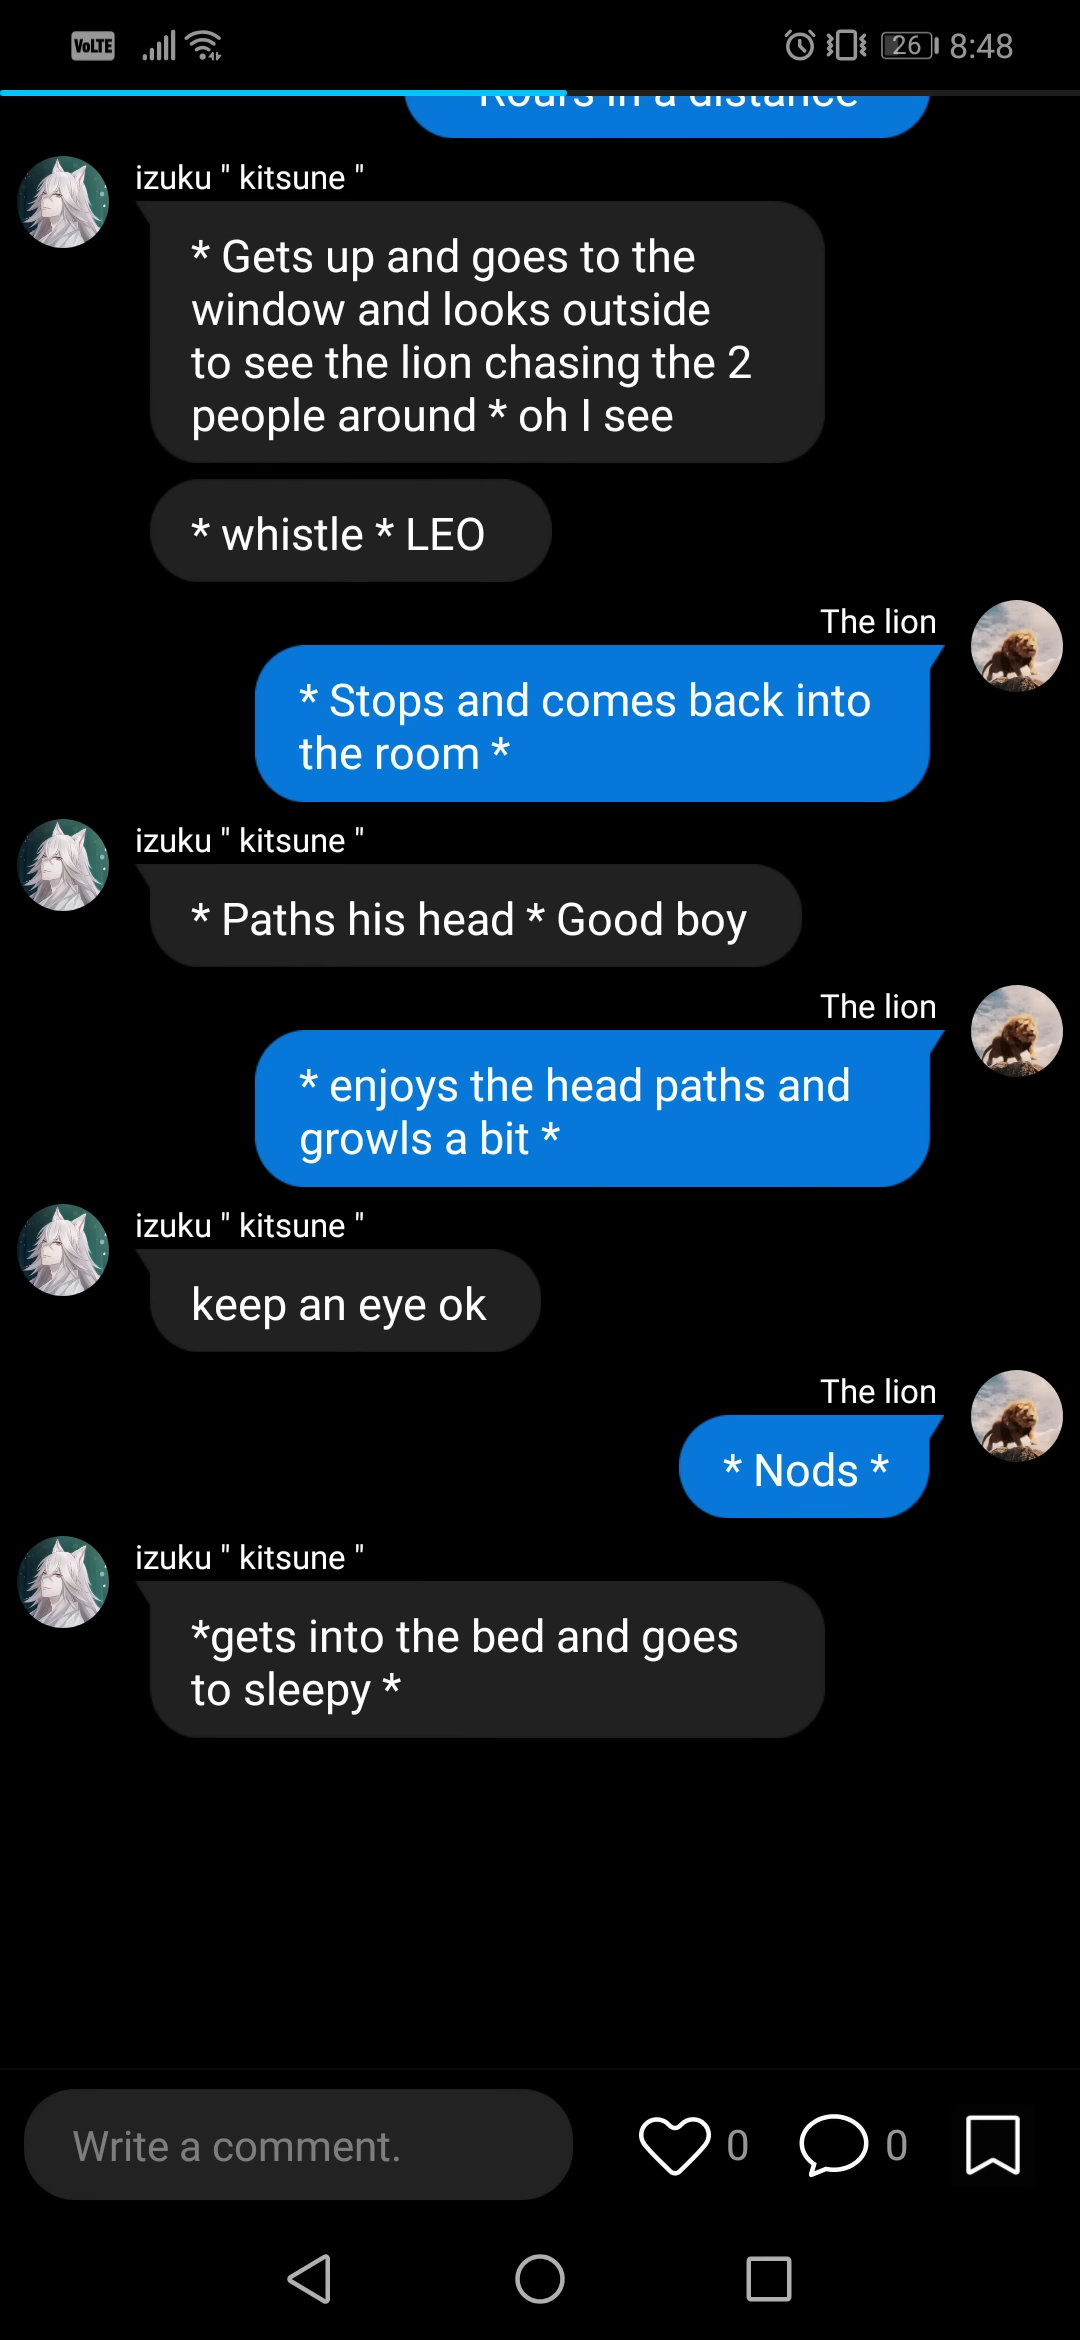 VoLTE
26 8:48
Rours in a distance
izuku " kitsune "
* Gets up and goes to the
window and looks outside
to see the lion chasing the 2
people around * oh I see
* whistle * LEO
The lion
* Stops and comes back into
the room *
izuku " kitsune "
* Paths his head * Good boy
The lion
* enjoys the head paths and
growls a bit *
izuku " kitsune "
keep an eye ok
The lion
* Nods *
izuku " kitsune "
*gets into the bed and goes
to sleepy *
Write a comment.
0
0